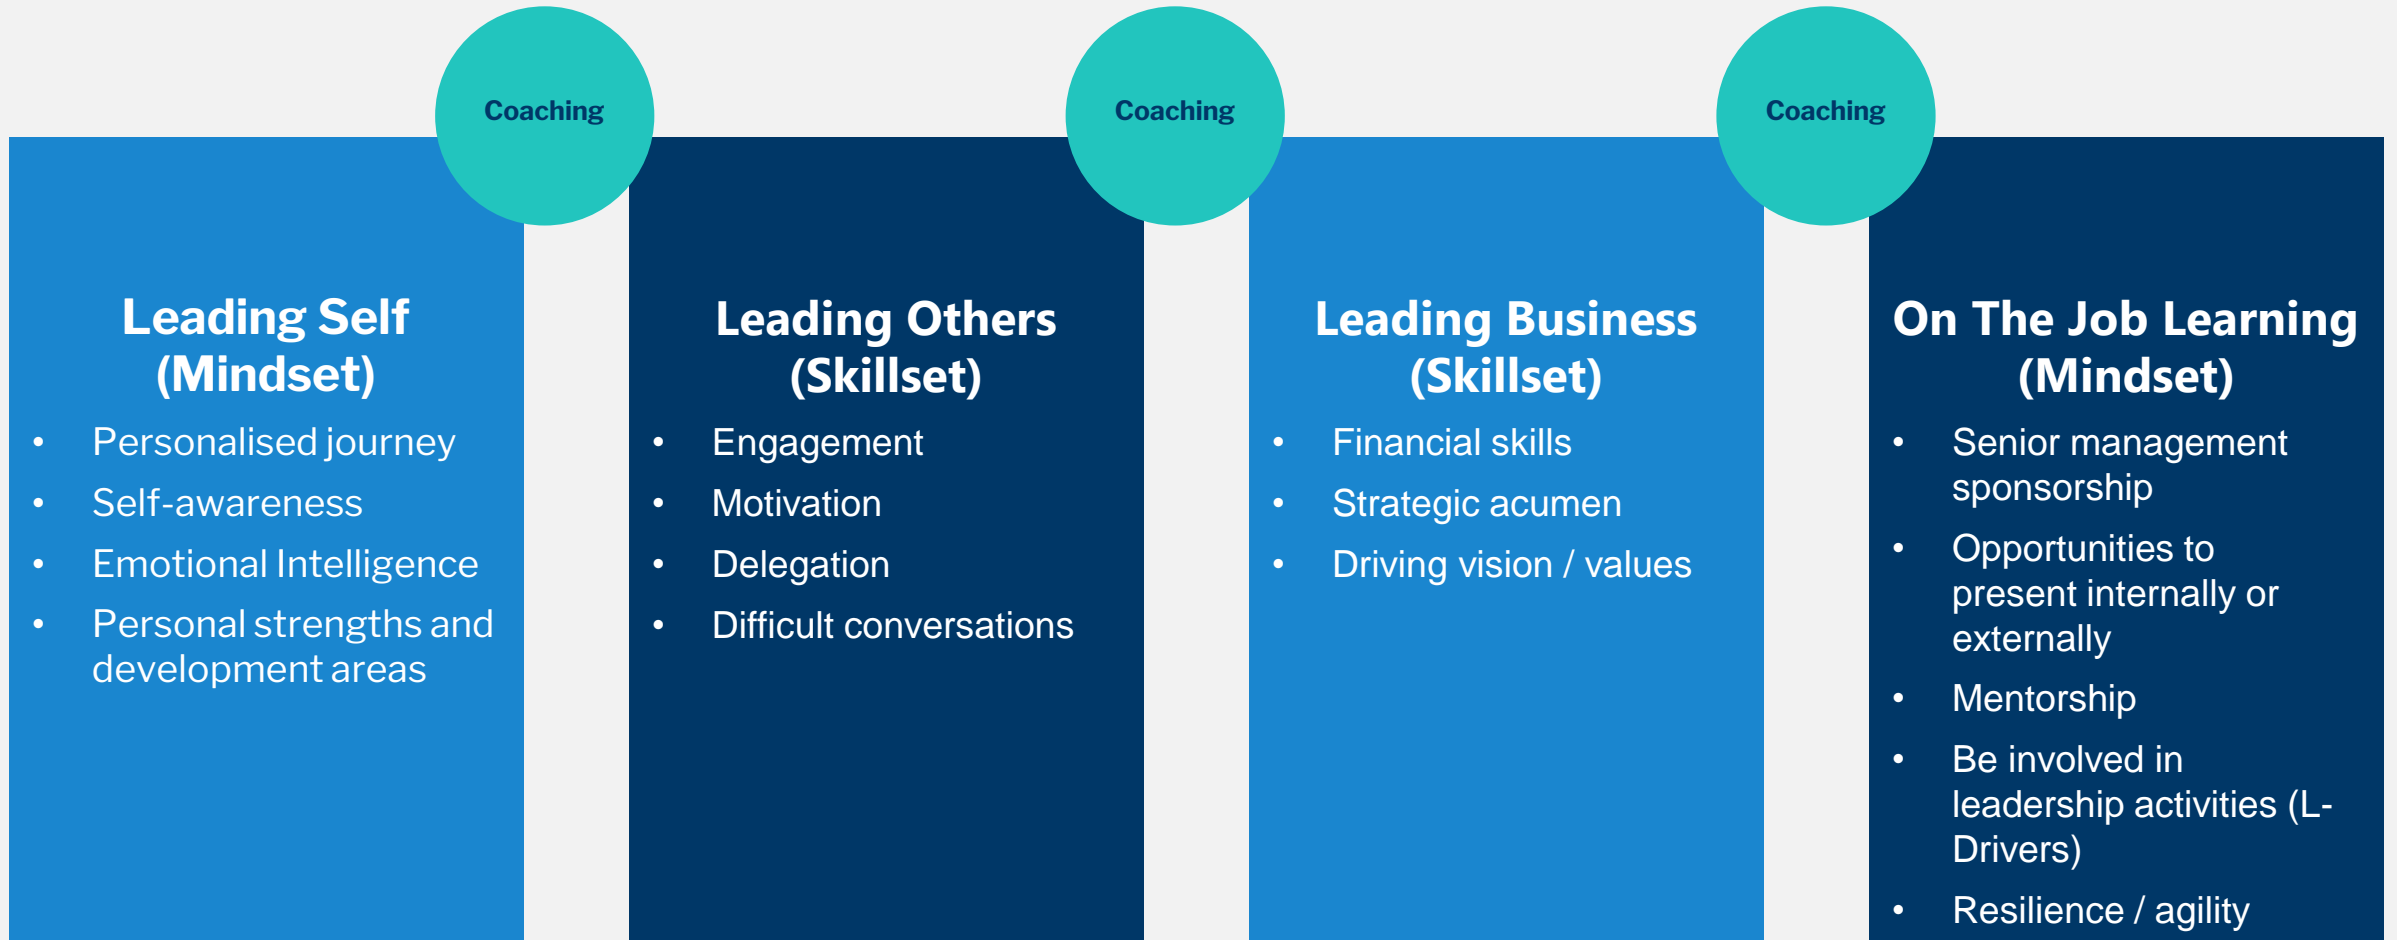 Coaching
Coaching
Coaching
Leading Self
(Mindset)
• Personalised journey
• Self-awareness
• Emotional Intelligence
• Personal strengths and
development areas
Leading Others
(Skillset)
• Engagement
• Motivation
• Delegation
• Difficult conversations
Leading Business
(Skillset)
• Financial skills
• Strategic acumen
• Driving vision / values
On The Job Learning
(Mindset)
• Senior management
sponsorship
• Opportunities to
present internally or
externally
• Mentorship
• Be involved in
leadership activities (L-
Drivers)
• Resilience / agility